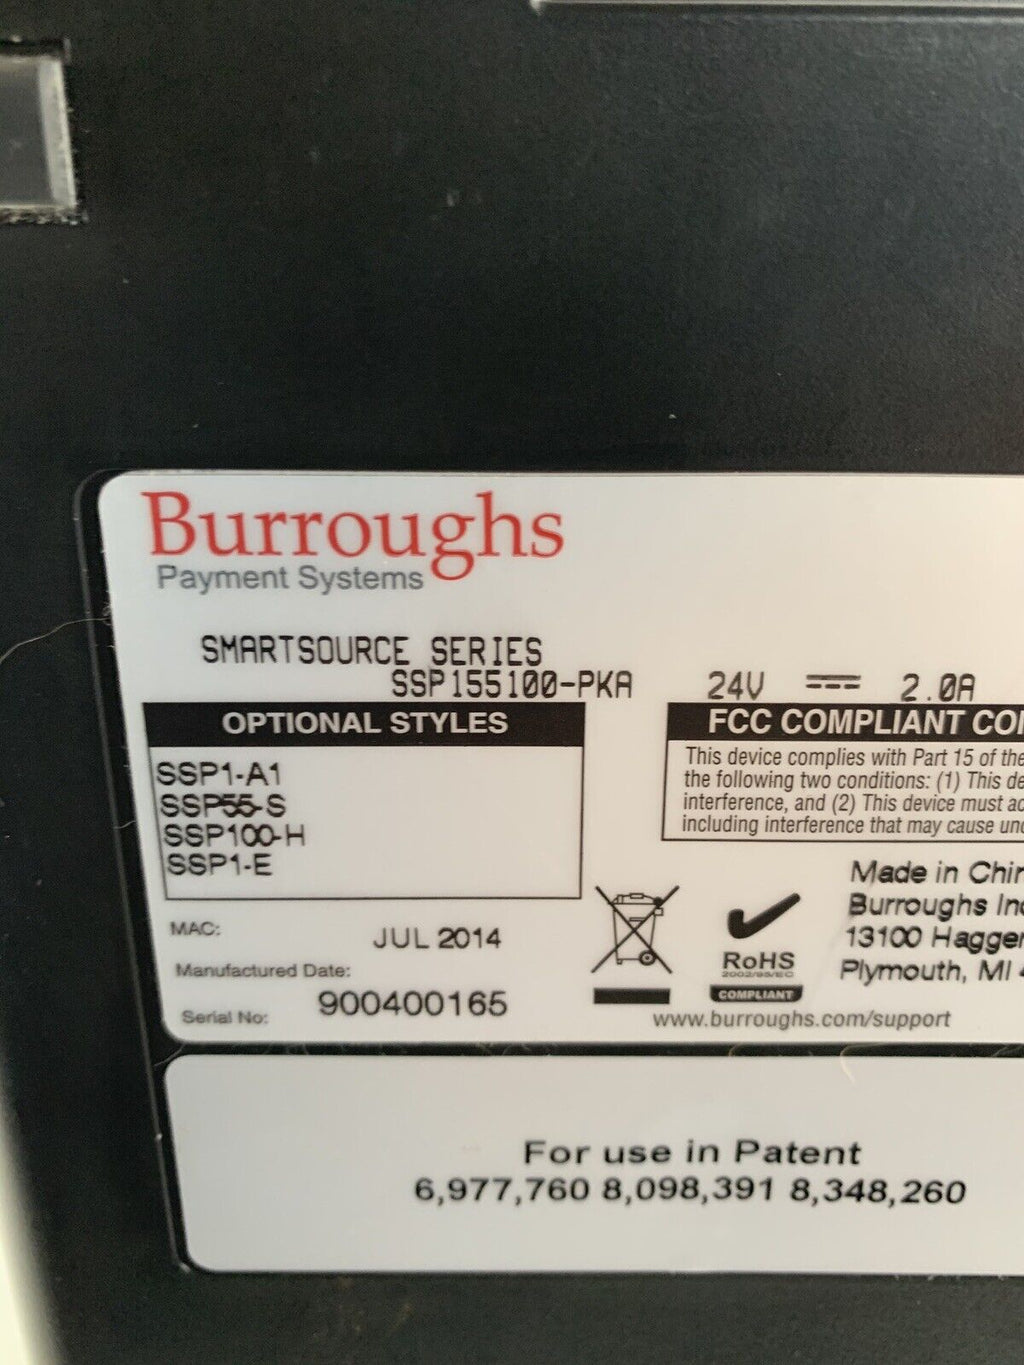 Burroughs
Payment Systems
SMARTSOURCE SERIES
SSP155100-PKA 24V 2.0A
OPTIONAL STYLES
SSP1-A1
SSP55-S
SSP100-H
SSP1-E
FCC COMPLIANT
This device complies with Part 15 of the
the following two conditions: (1) This
interference, and (2) This device must
including interference that may cause
MAC:
JUL 2014
Manufactured Date:
900400165
Serial No:
RoHS
2002/95/EC
COMPLIANT
Made in
Burroughs
13100
Plymouth, MI
www.burroughs.com/support
For use in Patent
6,977,760 8,098,391 8,348,260